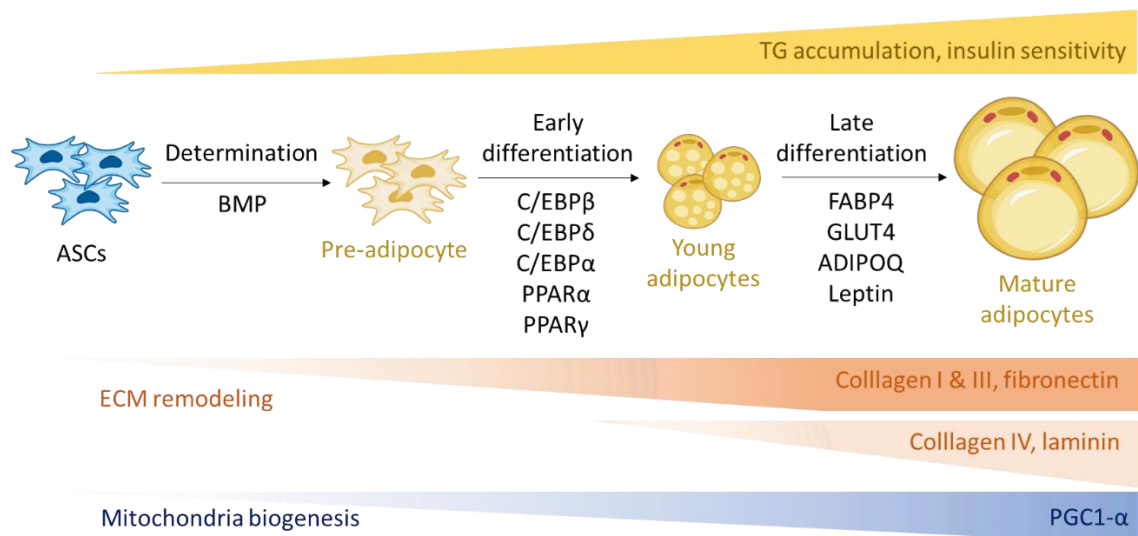 TG accumulation, insulin sensitivity
ASCs
Determination
BMP
Pre-adipocyte
Early
differentiation
C/EBPβ
C/EBPδ
C/EBPα
PPARα
PPARγ
Young
adipocytes
Late
differentiation
FABP4
GLUT4
ADIPOQ
Leptin
Mature
adipocytes
ECM remodeling
Colllagen I & III, fibronectin
Colllagen IV, laminin
Mitochondria biogenesis
PGC1-α